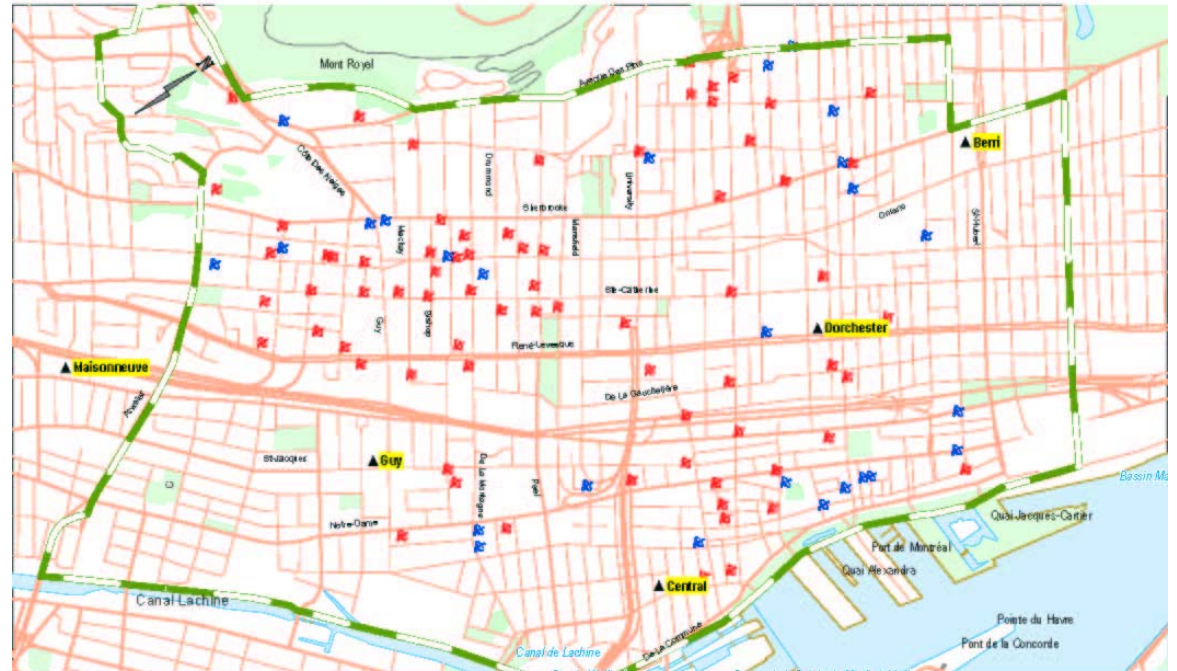 Mont Royal
Avenue Des Pins
Berri
Côte Des Neiges
Drummond
University
Sherbrooke
Mansfield
Ontario
St-Hubert
Mackay
Ste-Catherine
Guy
Bishop
René-Levesque
Dorchester
Maisonneuve
Atwater
De La Gauchetière
St-Jacques
Guy
De La Montagne
Peel
Bassin Ma
Notre-Dame
Quai Jacques-Cartier
Port de Montréal
Quai Alexandra
Central
Canal Lachine
Pointe du Havre
De La Commune
Pont de la Concorde
Canal de Lachine